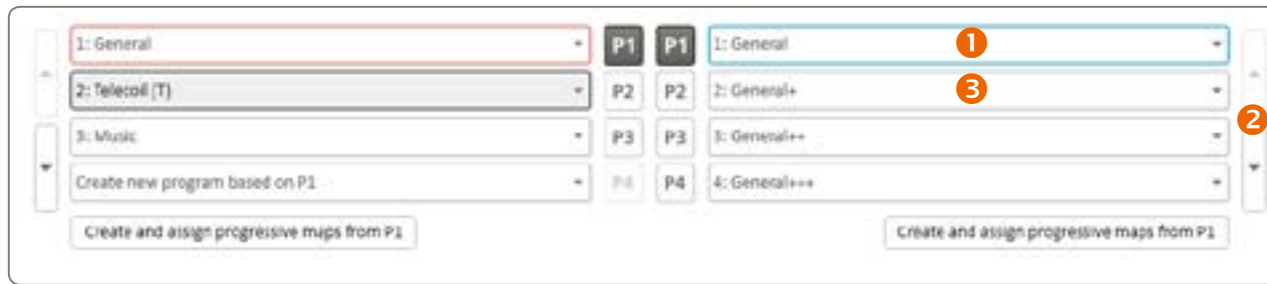 1: General P1 P1 1: General 1
2: Telecoil (T) P2 P2 2: General+ 3
2
3: Music P3 P3 3: General++
Create new program based on P1 P4 P4 4: General+++
Create and assign progressive maps from P1 Create and assign progressive maps from P1